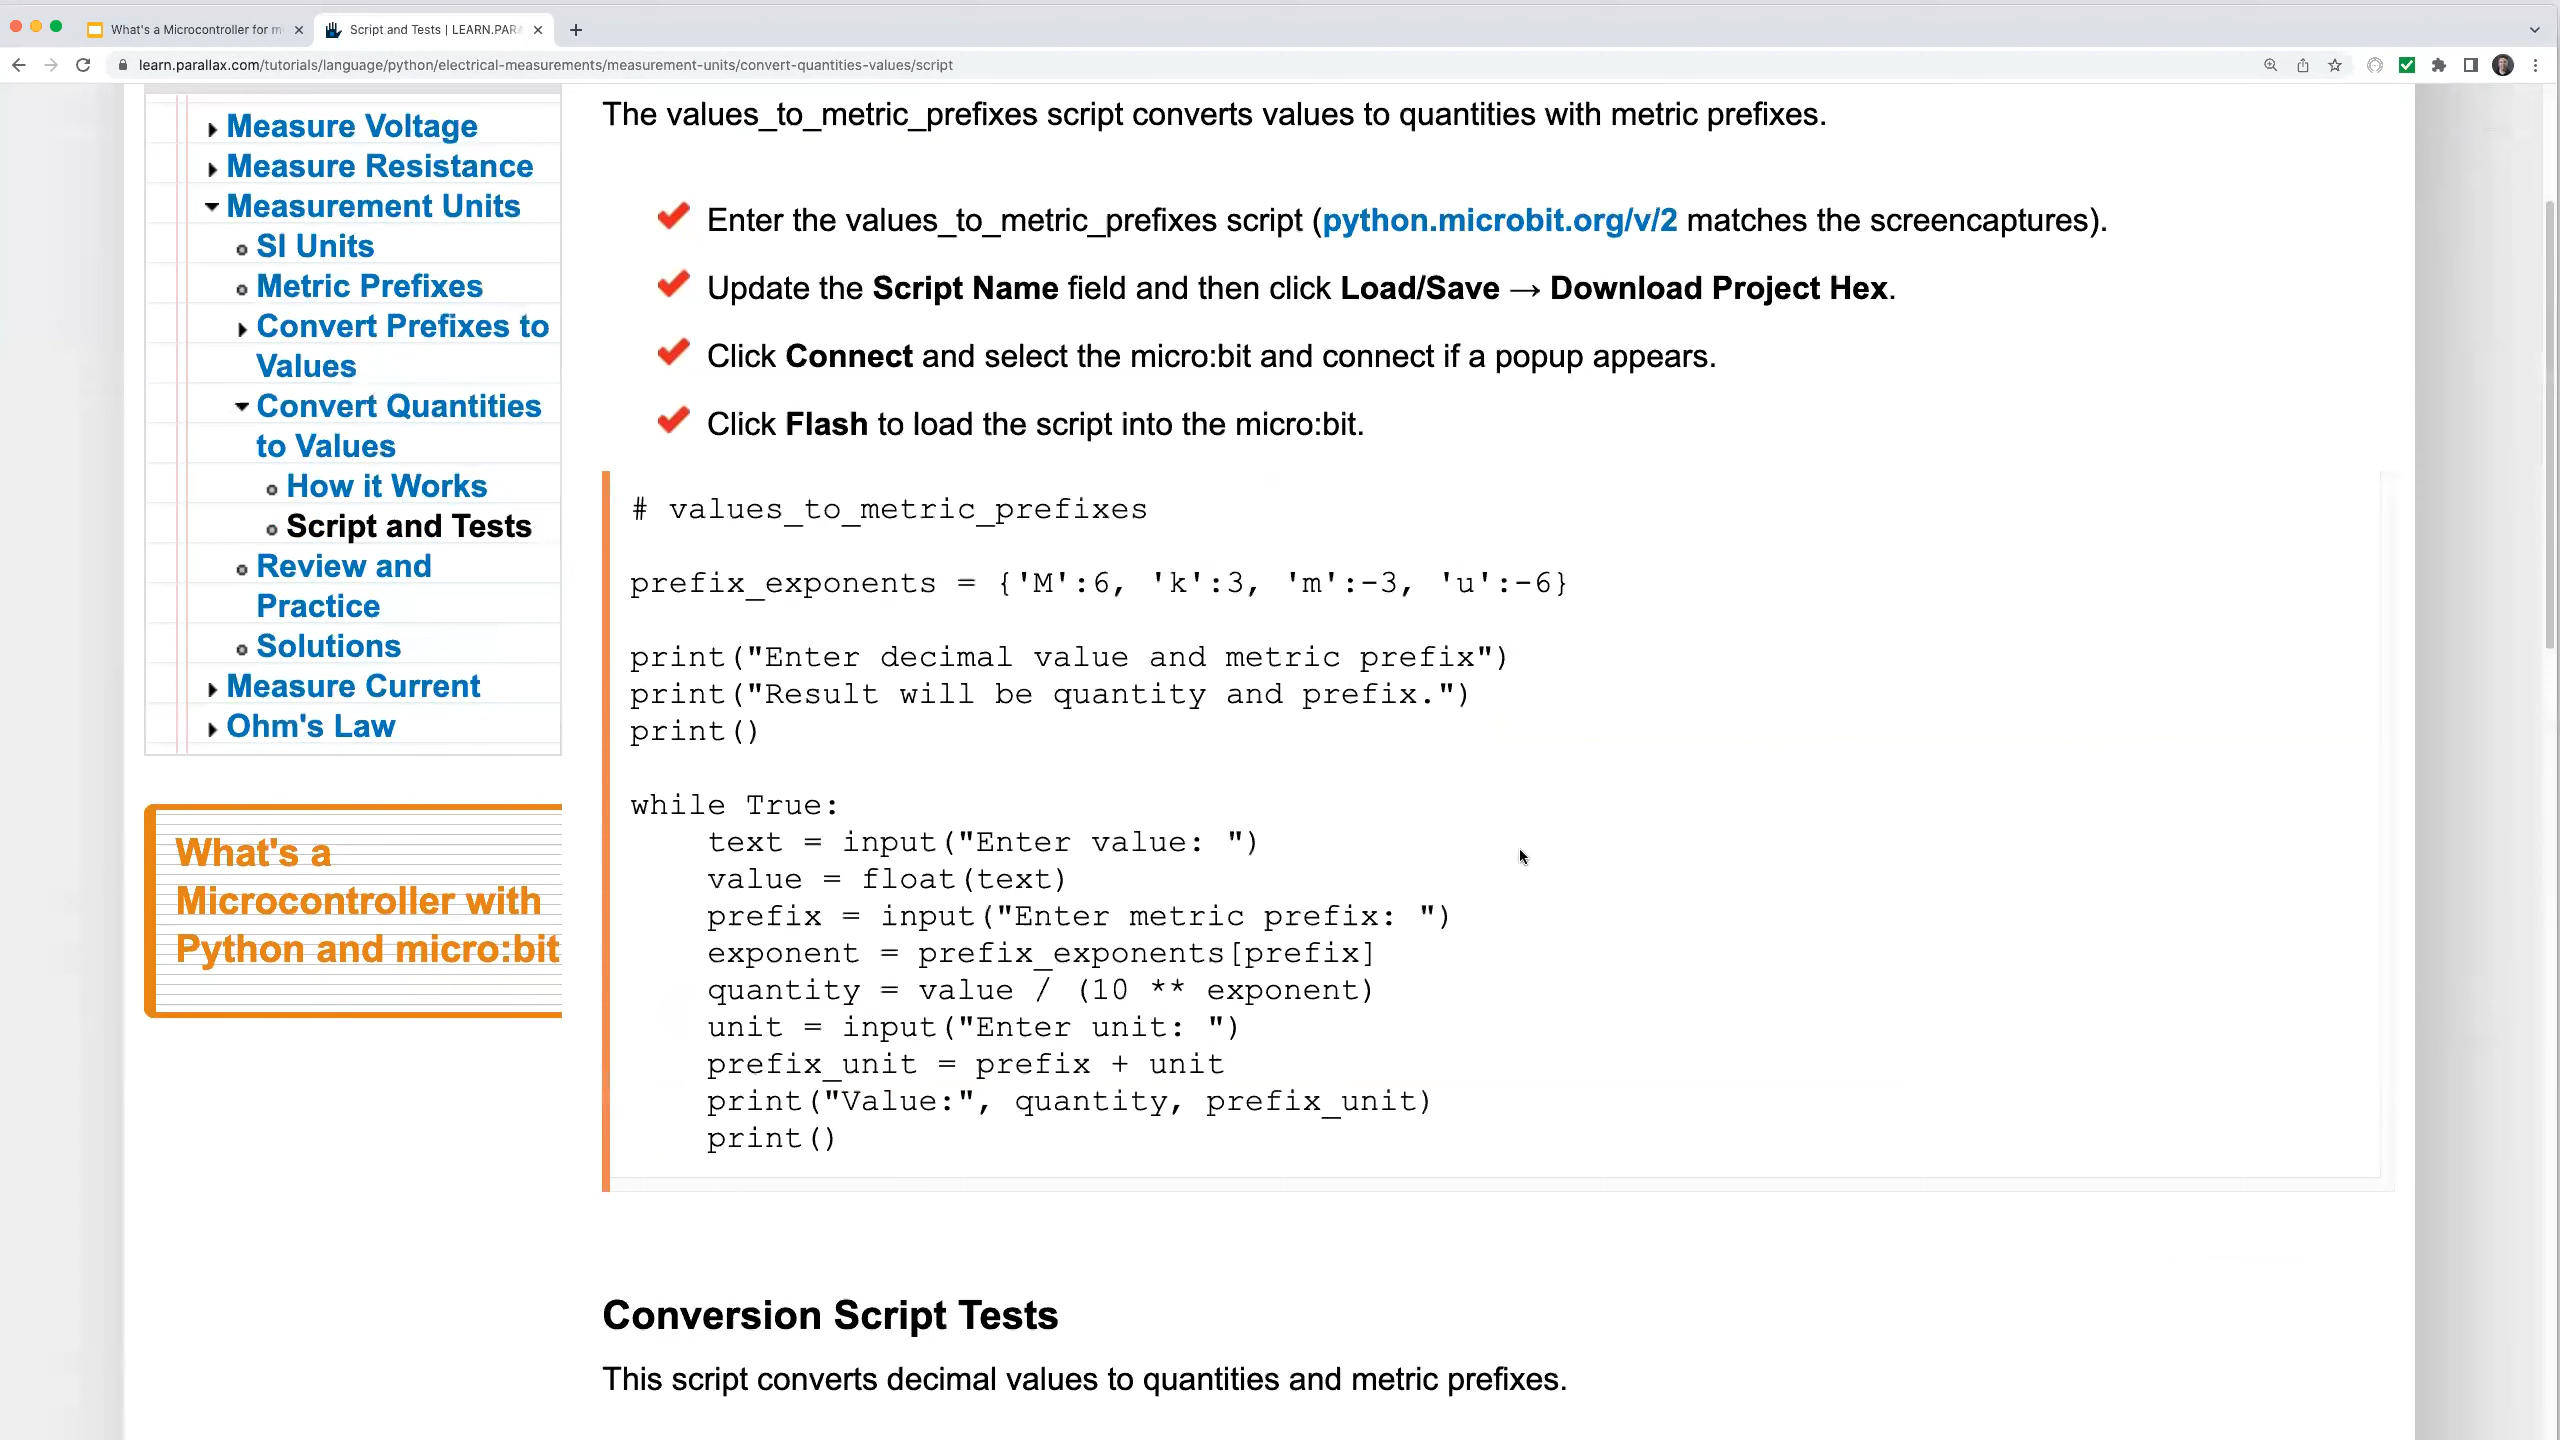 What's a Microcontroller for m
Script and Tests | LEARN.PAR
learn.parallax.com/tutorials/language/python/electrical-measurements/measurement-units/convert-quantities-values/script
Measure Voltage
Measure Resistance
Measurement Units
SI Units
Metric Prefixes
Convert Prefixes to
Values
Convert Quantities
to Values
How it Works
Script and Tests
Review and
Practice
Solutions
Measure Current
Ohm's Law
What's a
Microcontroller with
Python and micro:bit
The values_to_metric_prefixes script converts values to quantities with metric prefixes.
Enter the values_to_metric_prefixes script (python.microbit.org/v/2 matches the screencaptures).
Update the Script Name field and then click Load/Save → Download Project Hex.
Click Connect and select the micro:bit and connect if a popup appears.
Click Flash to load the script into the micro:bit.
# values_to_metric_prefixes
prefix_exponents = {'M':6, 'k':3, 'm':-3, 'u':-6}
print("Enter decimal value and metric prefix")
print("Result will be quantity and prefix.")
print()
while True:
    text = input("Enter value: ")
    value = float(text)
    prefix = input("Enter metric prefix: ")
    exponent = prefix_exponents[prefix]
    quantity = value / (10 ** exponent)
    unit = input("Enter unit: ")
    prefix_unit = prefix + unit
    print("Value:", quantity, prefix_unit)
    print()
Conversion Script Tests
This script converts decimal values to quantities and metric prefixes.